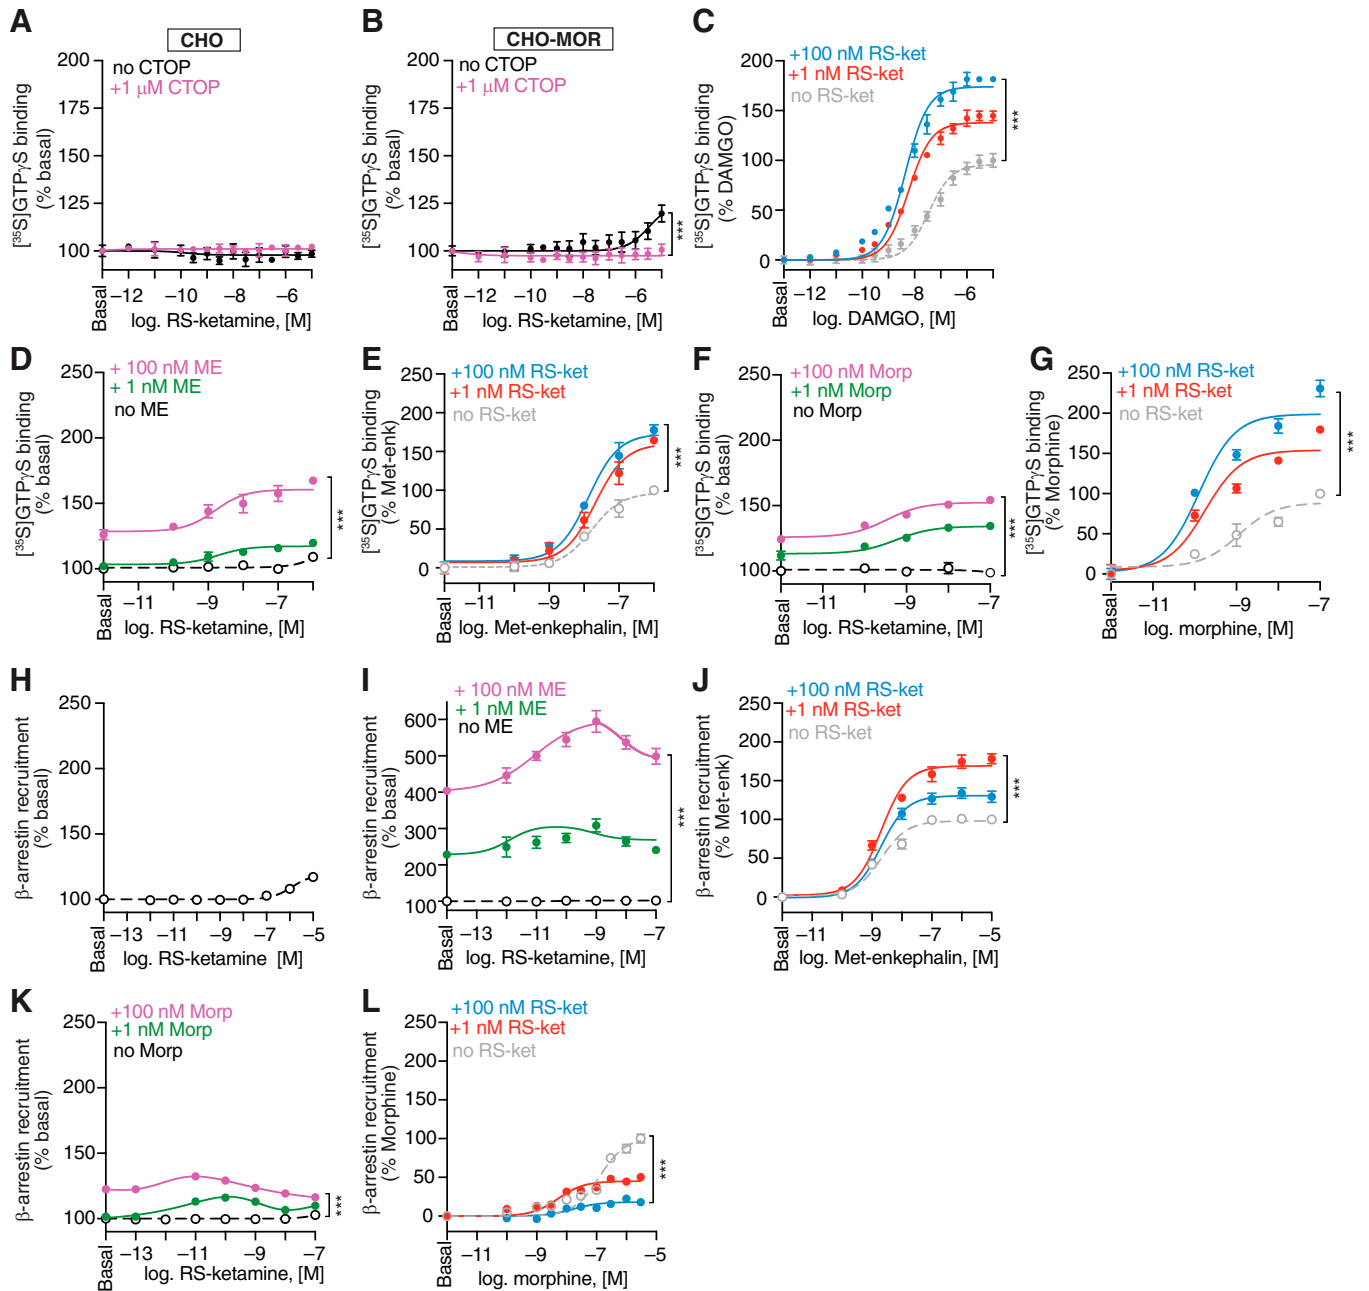 A
CHO
no CTOP
+1 μM CTOP
[³⁵S]GTPγS binding
(% basal)
200
175
150
125
100
Basal
–12
–10
–8
–6
log. RS-ketamine, [M]
B
CHO-MOR
no CTOP
+1 μM CTOP
[³⁵S]GTPγS binding
(% basal)
200
175
150
125
100
***
Basal
–12
–10
–8
–6
log. RS-ketamine, [M]
C
+100 nM RS-ket
+1 nM RS-ket
no RS-ket
[³⁵S]GTPγS binding
(% DAMGO)
200
150
100
50
0
***
Basal
–12
–10
–8
–6
log. DAMGO, [M]
D
+ 100 nM ME
+ 1 nM ME
no ME
[³⁵S]GTPγS binding
(% basal)
250
200
150
100
***
Basal
–11
–9
–7
log. RS-ketamine, [M]
E
+100 nM RS-ket
+1 nM RS-ket
no RS-ket
[³⁵S]GTPγS binding
(% Met-enk)
250
200
150
100
50
0
***
Basal
–11
–9
–7
log. Met-enkephalin, [M]
F
+100 nM Morp
+1 nM Morp
no Morp
[³⁵S]GTPγS binding
(% basal)
250
200
150
100
***
Basal
–11
–9
–7
log. RS-ketamine, [M]
G
+100 nM RS-ket
+1 nM RS-ket
no RS-ket
[³⁵S]GTPγS binding
(% Morphine)
250
200
150
100
50
0
***
Basal
–11
–9
–7
log. morphine, [M]
H
β-arrestin recruitment
(% basal)
250
200
150
100
Basal
–13
–11
–9
–7
–5
log. RS-ketamine [M]
I
+ 100 nM ME
+ 1 nM ME
no ME
β-arrestin recruitment
(% basal)
600
500
400
300
200
100
***
Basal
–13
–11
–9
–7
log. RS-ketamine, [M]
J
+100 nM RS-ket
+1 nM RS-ket
no RS-ket
β-arrestin recruitment
(% Met-enk)
250
200
150
100
50
0
***
Basal
–11
–9
–7
–5
log. Met-enkephalin, [M]
K
+100 nM Morp
+1 nM Morp
no Morp
β-arrestin recruitment
(% basal)
250
200
150
100
***
Basal
–13
–11
–9
–7
log. RS-ketamine, [M]
L
+100 nM RS-ket
+1 nM RS-ket
no RS-ket
β-arrestin recruitment
(% Morphine)
250
200
150
100
50
0
***
Basal
–11
–9
–7
–5
log. morphine, [M]